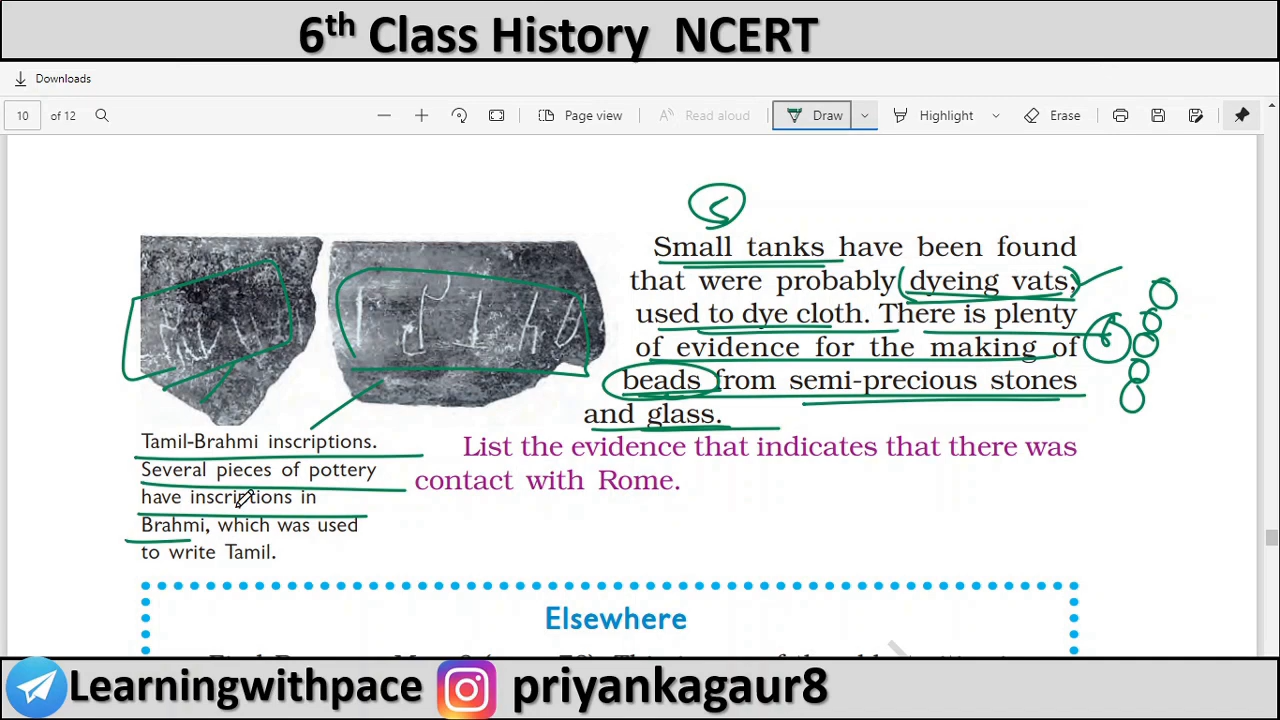 6th Class History NCERT
Downloads
10 of 12
Page view
Read aloud
Draw
Highlight
Erase
5
Small tanks have been found
that were probably dyeing vats,
used to dye cloth. There is plenty
of evidence for the making of
6
beads from semi-precious stones
and glass.
Tamil-Brahmi inscriptions.
Several pieces of pottery
have inscriptions in
Brahmi, which was used
to write Tamil.
List the evidence that indicates that there was
contact with Rome.
Elsewhere
Learningwithpace
priyankagaur8